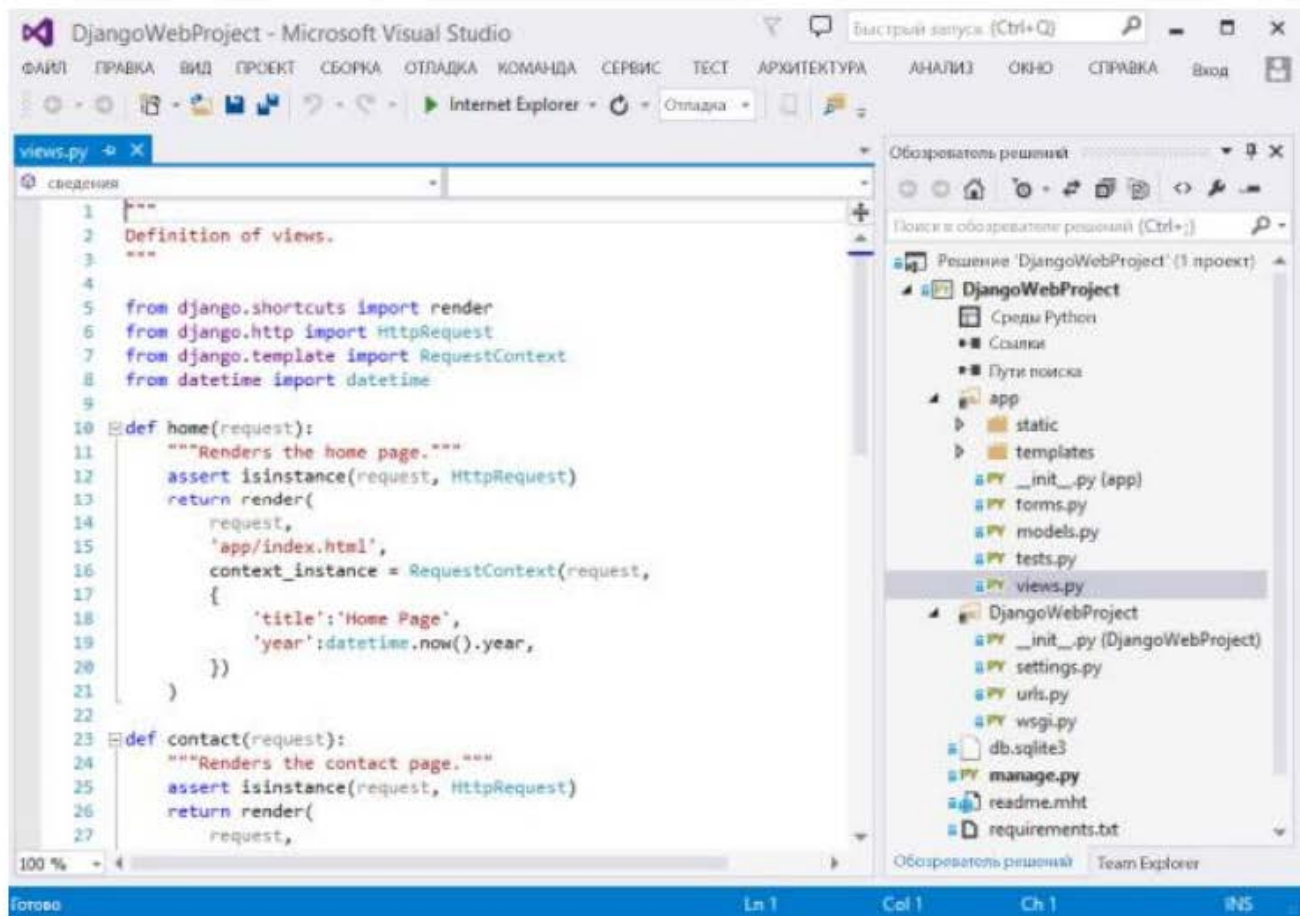 DjangoWebProject - Microsoft Visual Studio
Быстрый запуск (Ctrl+Q)
ФАЙЛ ПРАВКА ВИД ПРОЕКТ СБОРКА ОТЛАДКА КОМАНДА СЕРВИС ТЕСТ АРХИТЕКТУРА АНАЛИЗ ОКНО СПРАВКА Вход
Internet Explorer Отладка
views.py
сведения
1 """
2 Definition of views.
3 """
4
5 from django.shortcuts import render
6 from django.http import HttpRequest
7 from django.template import RequestContext
8 from datetime import datetime
9
10 def home(request):
11 """Renders the home page."""
12 assert isinstance(request, HttpRequest)
13 return render(
14 request,
15 'app/index.html',
16 context_instance = RequestContext(request,
17 {
18 'title':'Home Page',
19 'year':datetime.now().year,
20 })
21 )
22
23 def contact(request):
24 """Renders the contact page."""
25 assert isinstance(request, HttpRequest)
26 return render(
27 request,
100 %
Обозреватель решений
Поиск в обозревателе решений (Ctrl+;)
Решение 'DjangoWebProject' (1 проект)
DjangoWebProject
Среды Python
Ссылки
Пути поиска
app
static
templates
__init__.py (app)
forms.py
models.py
tests.py
views.py
DjangoWebProject
__init__.py (DjangoWebProject)
settings.py
urls.py
wsgi.py
db.sqlite3
manage.py
readme.mht
requirements.txt
Обозреватель решений Team Explorer
Готово Ln 1 Col 1 Ch 1 INS